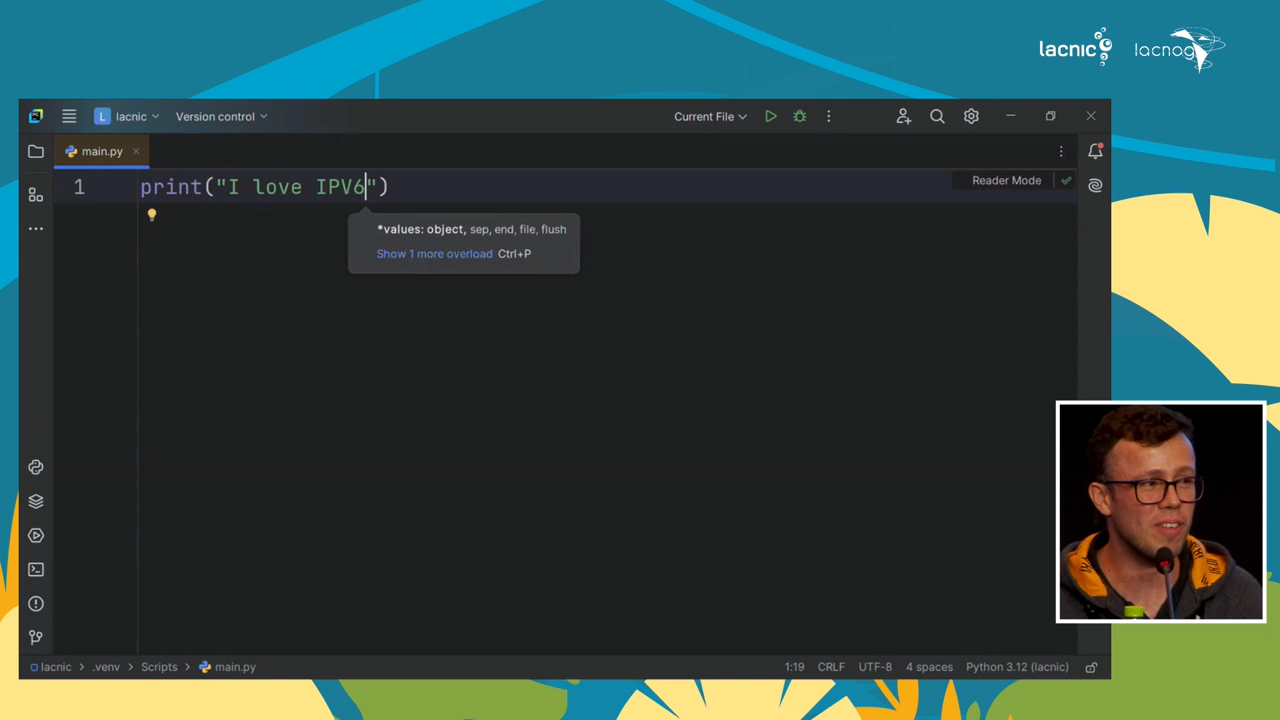 lacnic
lacnog
L lacnic
Version control
Current File
main.py
1 print("I love IPV6")
Reader Mode
*values: object, sep, end, file, flush
Show 1 more overload Ctrl+P
lacnic > .venv > Scripts > main.py
1:19 CRLF UTF-8 4 spaces Python 3.12 (lacnic)